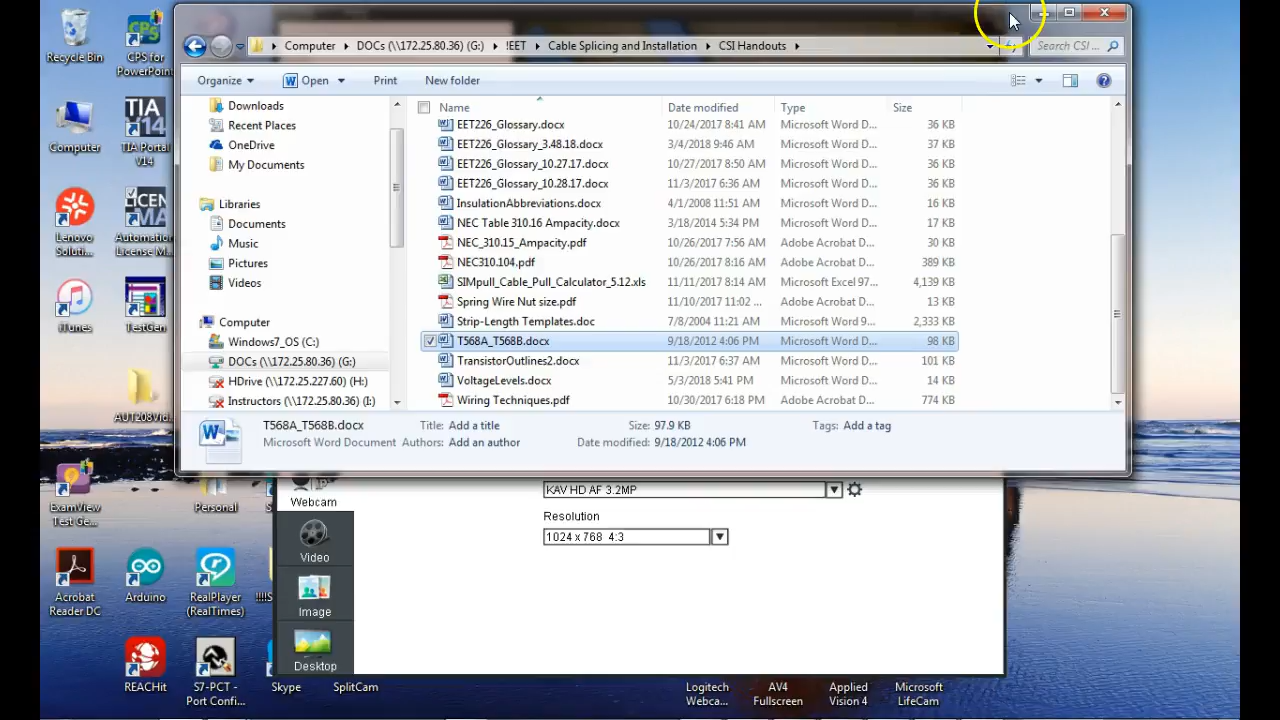 Recycle Bin
CPS for PowerPoint
Computer
TIA Portal V14
Lenovo Soluti...
Automation License M...
iTunes
TestGen
AUT208Vid...
ExamView Test Ge...
Personal
Acrobat Reader DC
Arduino
RealPlayer (RealTimes)
REACHit
S7-PCT - Port Confi...
Skype
SplitCam
Logitech Webca...
AV4 Fullscreen
Applied Vision 4
Microsoft LifeCam
Computer DOCs (\\172.25.80.36) (G:) !EET Cable Splicing and Installation CSI Handouts
Search CSI ...
Organize Open Print New folder
Downloads
Recent Places
OneDrive
My Documents
Libraries
Documents
Music
Pictures
Videos
Computer
Windows7_OS (C:)
DOCs (\\172.25.80.36) (G:)
HDrive (\\172.25.227.60) (H:)
Instructors (\\172.25.80.36) (I:)
Name Date modified Type Size
EET226_Glossary.docx 10/24/2017 8:41 AM Microsoft Word D... 36 KB
EET226_Glossary_3.48.18.docx 3/4/2018 9:46 AM Microsoft Word D... 37 KB
EET226_Glossary_10.27.17.docx 10/27/2017 8:50 AM Microsoft Word D... 36 KB
EET226_Glossary_10.28.17.docx 11/3/2017 6:36 AM Microsoft Word D... 36 KB
InsulationAbbreviations.docx 4/1/2008 11:51 AM Microsoft Word D... 16 KB
NEC Table 310.16 Ampacity.docx 3/18/2014 5:34 PM Microsoft Word D... 17 KB
NEC_310.15_Ampacity.pdf 10/26/2017 7:56 AM Adobe Acrobat D... 30 KB
NEC310.104.pdf 10/26/2017 8:16 AM Adobe Acrobat D... 389 KB
SIMpull_Cable_Pull_Calculator_5.12.xls 11/11/2017 8:14 AM Microsoft Excel 97... 4,139 KB
Spring Wire Nut size.pdf 11/10/2017 11:02 ... Adobe Acrobat D... 13 KB
Strip-Length Templates.doc 7/8/2004 11:21 AM Microsoft Word 9... 2,333 KB
T568A_T568B.docx 9/18/2012 4:06 PM Microsoft Word D... 98 KB
TransistorOutlines2.docx 11/3/2017 6:37 AM Microsoft Word D... 101 KB
VoltageLevels.docx 5/3/2018 5:41 PM Microsoft Word D... 14 KB
Wiring Techniques.pdf 10/30/2017 6:18 PM Adobe Acrobat D... 774 KB
T568A_T568B.docx Title: Add a title Size: 97.9 KB Tags: Add a tag
Microsoft Word Document Authors: Add an author Date modified: 9/18/2012 4:06 PM
Webcam
KAV HD AF 3.2MP
Resolution
1024 x 768 4:3
Video
Image
Desktop